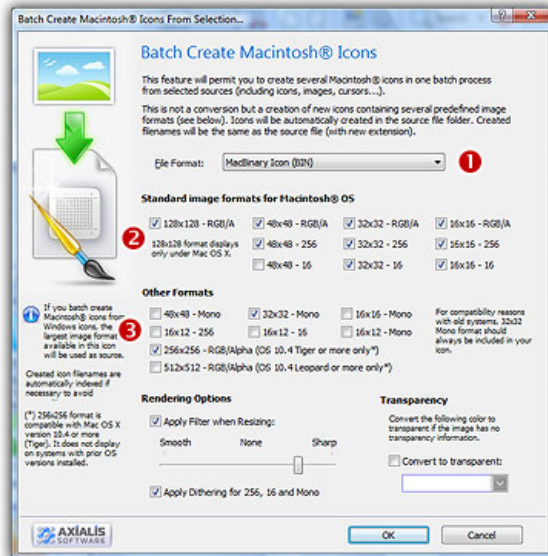 Batch Create Macintosh® Icons From Selection...
Batch Create Macintosh® Icons
This feature will permit you to create several Macintosh® icons in one batch process
from selected sources (including icons, images, cursors...).
This is not a conversion but a creation of new icons containing several predefined image
formats (see below). Icons will be automatically created in the source file folder. Created
filenames will be the same as the source file (with new extension).
File Format: MacBinary Icon (BIN) 1
Standard image formats for Macintosh® OS
2
128x128 - RGB/A 48x48 - RGB/A 32x32 - RGB/A 16x16 - RGB/A
128x128 format displays
only under Mac OS X.
48x48 - 256 32x32 - 256 16x16 - 256
48x48 - 16 32x32 - 16 16x16 - 16
If you batch create
Macintosh® icons from
Windows icons, the
largest image format
available in this icon
will be used as source.
Created icon filenames are
automatically indexed if
necessary to avoid
(*) 256x256 format is
compatible with Mac OS X
version 10.4 or more
(Tiger). It does not display
on systems with prior OS
versions installed.
3
Other Formats
48x48 - Mono 32x32 - Mono 16x16 - Mono
16x12 - 256 16x12 - 16 16x12 - Mono
256x256 - RGB/Alpha (OS 10.4 Tiger or more only*)
512x512 - RGB/Alpha (OS 10.4 Leopard or more only*)
For compatibility reasons
with old systems, 32x32
Mono format should
always be included in your
icon.
Rendering Options
Apply Filter when Resizing:
Smooth None Sharp
Apply Dithering for 256, 16 and Mono
Transparency
Convert the following color to
transparent if the image has no
transparency information.
Convert to transparent:
AXIALIS
SOFTWARE
OK Cancel